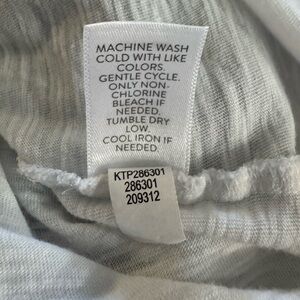 MACHINE WASH
COLD WITH LIKE
COLORS.
GENTLE CYCLE.
ONLY NON-
CHLORINE
BLEACH IF
NEEDED.
TUMBLE DRY
LOW.
COOL IRON IF
NEEDED.
KTP286301
286301
209312